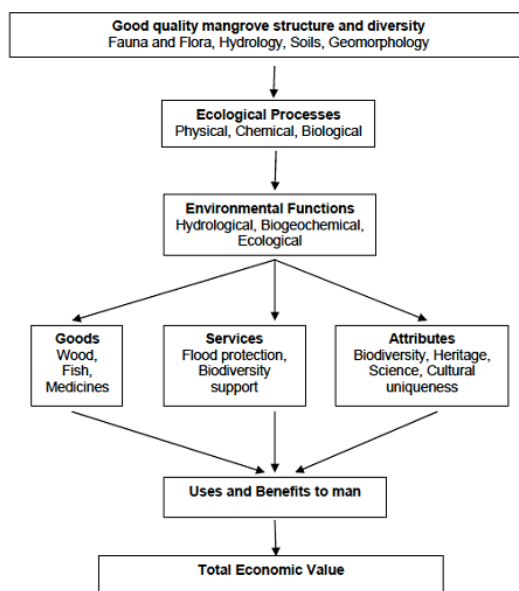 Good quality mangrove structure and diversity
Fauna and Flora, Hydrology, Soils, Geomorphology
Ecological Processes
Physical, Chemical, Biological
Environmental Functions
Hydrological, Biogeochemical,
Ecological
Goods
Wood,
Fish,
Medicines
Services
Flood protection,
Biodiversity
support
Attributes
Biodiversity, Heritage,
Science, Cultural
uniqueness
Uses and Benefits to man
Total Economic Value